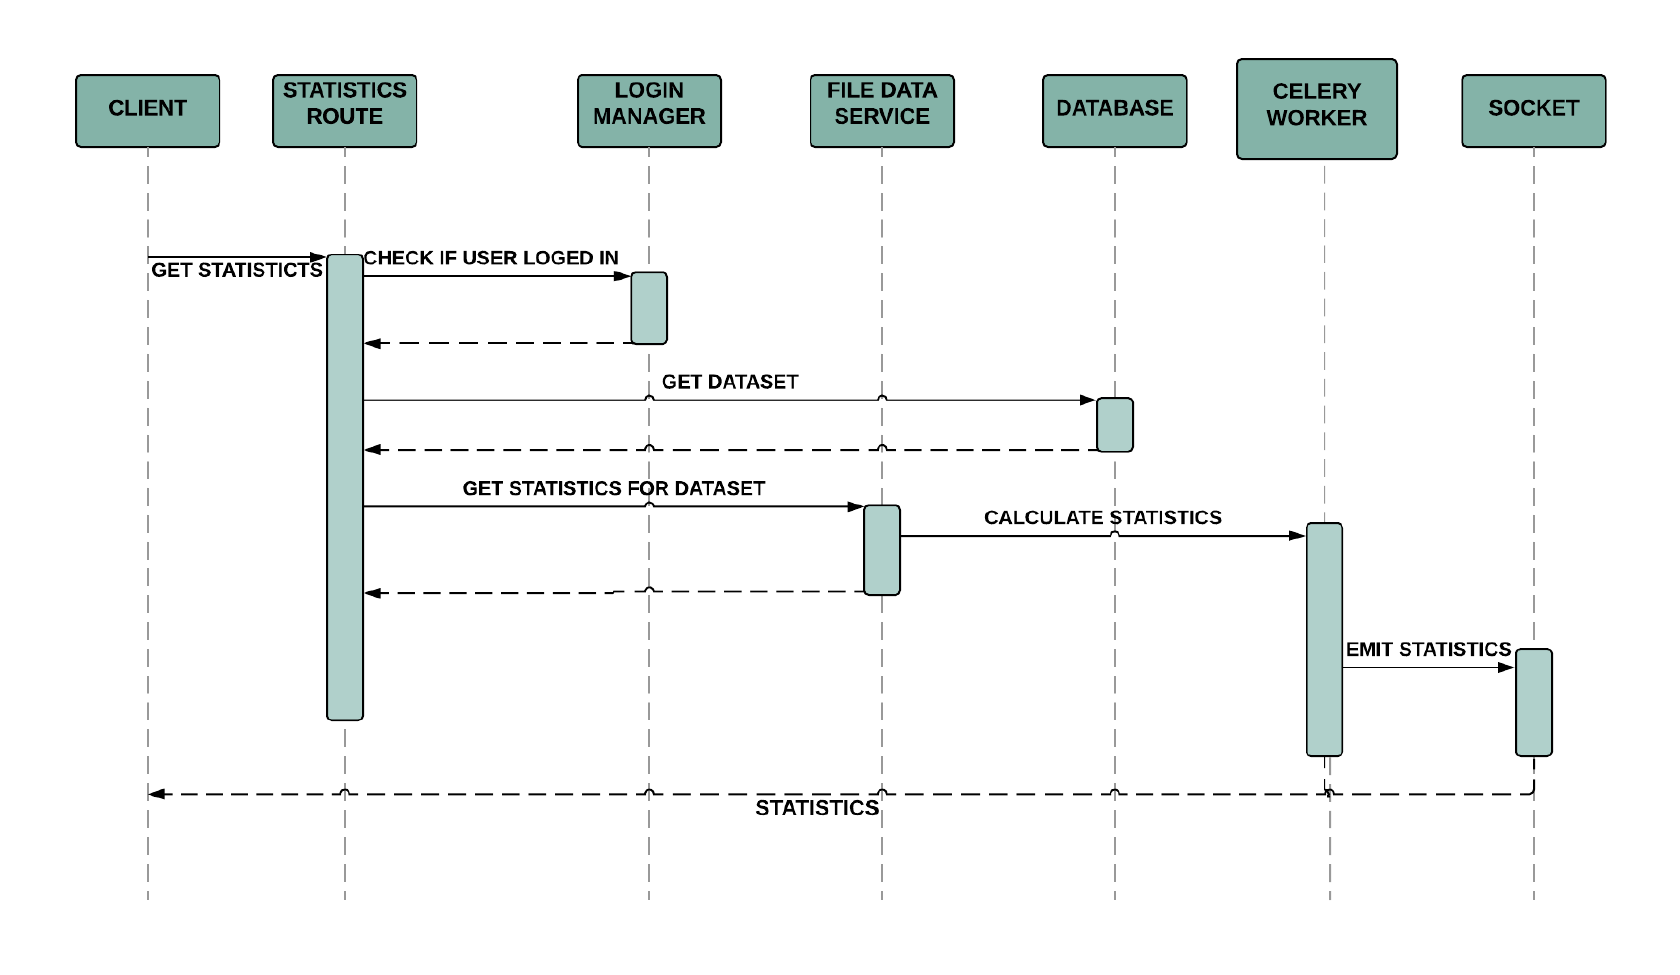 CLIENT
STATISTICS
ROUTE
LOGIN
MANAGER
FILE DATA
SERVICE
DATABASE
CELERY
WORKER
SOCKET
GET STATISTICTS
CHECK IF USER LOGED IN
GET DATASET
GET STATISTICS FOR DATASET
CALCULATE STATISTICS
EMIT STATISTICS
STATISTICS